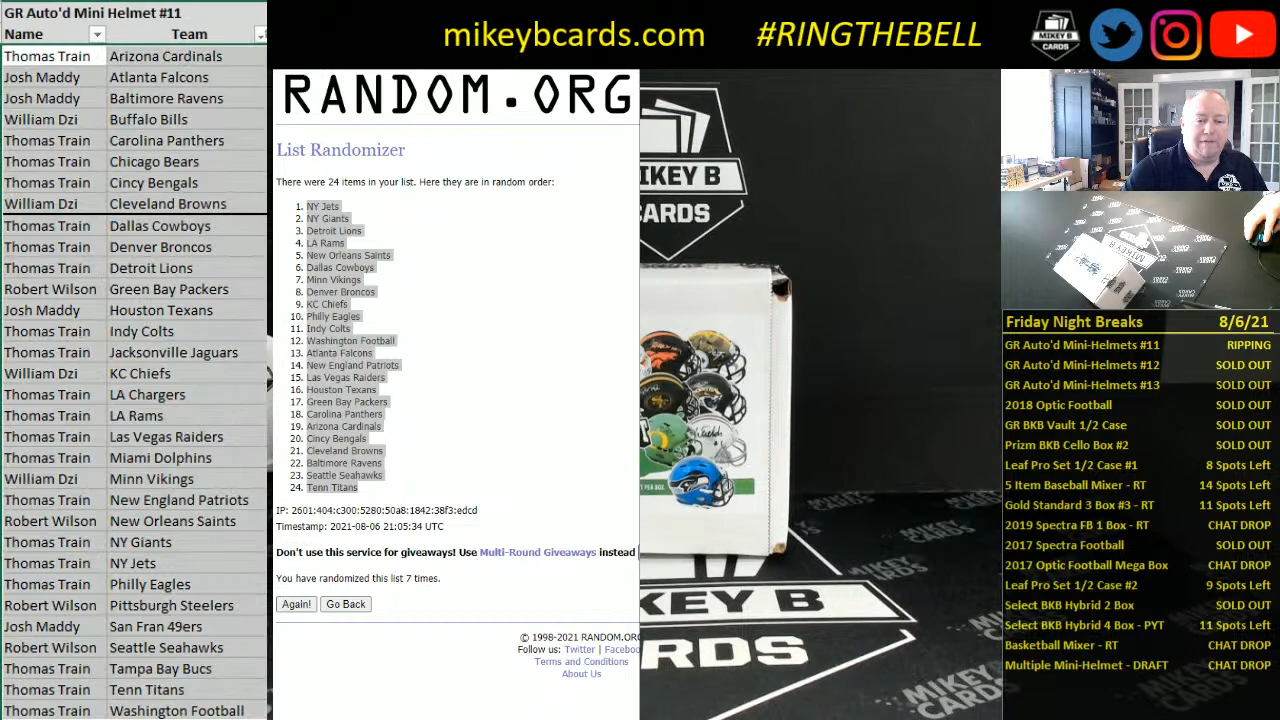 GR Auto'd Mini Helmet #11
Name Team
Thomas Train Arizona Cardinals
Josh Maddy Atlanta Falcons
Josh Maddy Baltimore Ravens
William Dzi Buffalo Bills
Thomas Train Carolina Panthers
Thomas Train Chicago Bears
Thomas Train Cincy Bengals
William Dzi Cleveland Browns
Thomas Train Dallas Cowboys
Thomas Train Denver Broncos
Thomas Train Detroit Lions
Robert Wilson Green Bay Packers
Josh Maddy Houston Texans
Thomas Train Indy Colts
Thomas Train Jacksonville Jaguars
William Dzi KC Chiefs
Thomas Train LA Chargers
Thomas Train LA Rams
Thomas Train Las Vegas Raiders
Thomas Train Miami Dolphins
William Dzi Minn Vikings
Thomas Train New England Patriots
Robert Wilson New Orleans Saints
Thomas Train NY Giants
Thomas Train NY Jets
Thomas Train Philly Eagles
Robert Wilson Pittsburgh Steelers
Josh Maddy San Fran 49ers
Robert Wilson Seattle Seahawks
Thomas Train Tampa Bay Bucs
Thomas Train Tenn Titans
Thomas Train Washington Football
mikeybcards.com #RINGTHEBELL
MIKEY B
CARDS
RANDOM.ORG
List Randomizer
There were 24 items in your list. Here they are in random order:
1. NY Jets
2. NY Giants
3. Detroit Lions
4. LA Rams
5. New Orleans Saints
6. Dallas Cowboys
7. Minn Vikings
8. Denver Broncos
9. KC Chiefs
10. Philly Eagles
11. Indy Colts
12. Washington Football
13. Atlanta Falcons
14. New England Patriots
15. Las Vegas Raiders
16. Houston Texans
17. Green Bay Packers
18. Carolina Panthers
19. Arizona Cardinals
20. Cincy Bengals
21. Cleveland Browns
22. Baltimore Ravens
23. Seattle Seahawks
24. Tenn Titans
IP: 2601:404:c300:5280:50a8:1842:38f3:edcd
Timestamp: 2021-08-06 21:05:34 UTC
Don't use this service for giveaways! Use Multi-Round Giveaways instead
You have randomized this list 7 times.
Again! Go Back
© 1998-2021 RANDOM.ORG
Follow us: Twitter | Facebo
Terms and Conditions
About Us
MIKEY B
CARDS
PER BOX
KEY B
RDS
MIKEY
CARDS
Friday Night Breaks 8/6/21
GR Auto'd Mini-Helmets #11 RIPPING
GR Auto'd Mini-Helmets #12 SOLD OUT
GR Auto'd Mini-Helmets #13 SOLD OUT
2018 Optic Football SOLD OUT
GR BKB Vault 1/2 Case SOLD OUT
Prizm BKB Cello Box #2 SOLD OUT
Leaf Pro Set 1/2 Case #1 8 Spots Left
5 Item Baseball Mixer - RT 14 Spots Left
Gold Standard 3 Box #3 - RT 11 Spots Left
2019 Spectra FB 1 Box - RT CHAT DROP
2017 Spectra Football SOLD OUT
2017 Optic Football Mega Box CHAT DROP
Leaf Pro Set 1/2 Case #2 9 Spots Left
Select BKB Hybrid 2 Box SOLD OUT
Select BKB Hybrid 4 Box - PYT 11 Spots Left
Basketball Mixer - RT CHAT DROP
Multiple Mini-Helmet - DRAFT CHAT DROP